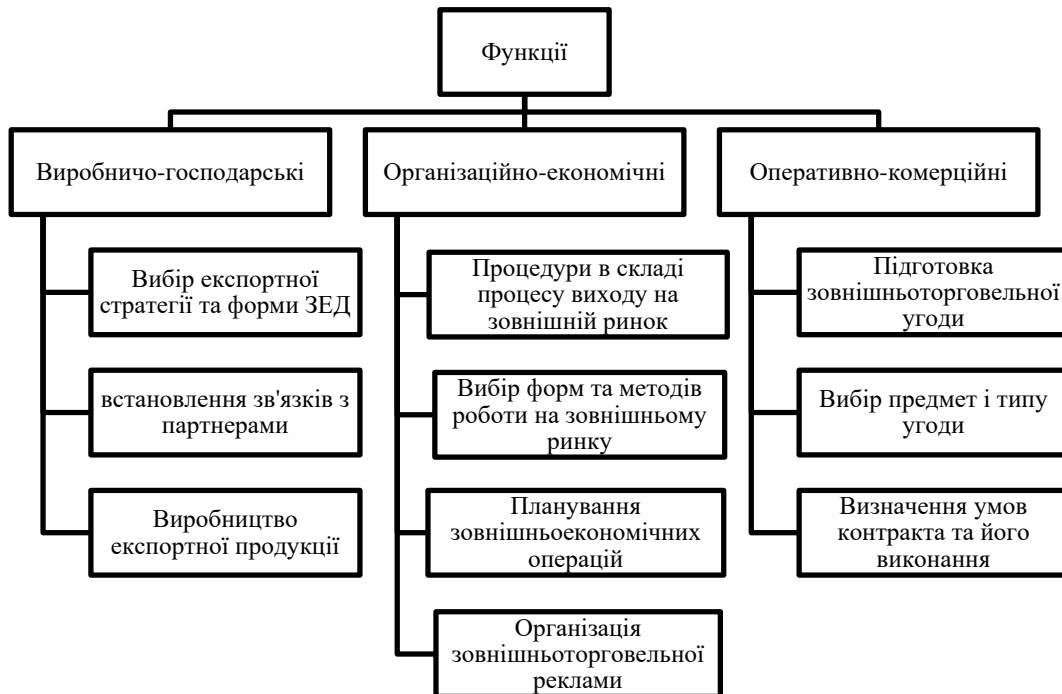 Функції
Виробничо-господарські
Вибір експортної
стратегії та форми ЗЕД
встановлення зв'язків з
партнерами
Виробництво
експортної продукції
Організаційно-економічні
Процедури в складі
процесу виходу на
зовнішній ринок
Вибір форм та методів
роботи на зовнішньому
ринку
Планування
зовнішньоекономічних
операцій
Організація
зовнішньоторговельної
реклами
Оперативно-комерційні
Підготовка
зовнішньоторговельної
угоди
Вибір предмет і типу
угоди
Визначення умов
контракта та його
виконання